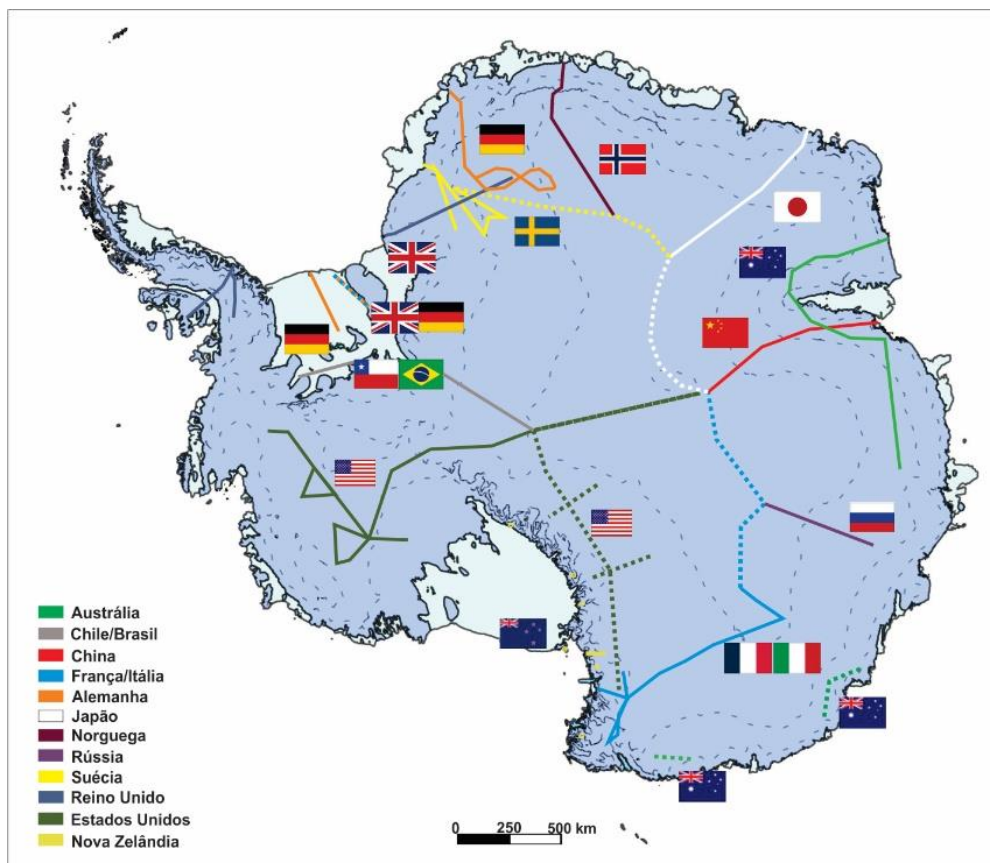 Austrália
Chile/Brasil
China
França/Itália
Alemanha
Japão
Norguega
Rússia
Suécia
Reino Unido
Estados Unidos
Nova Zelândia
0 250 500 km